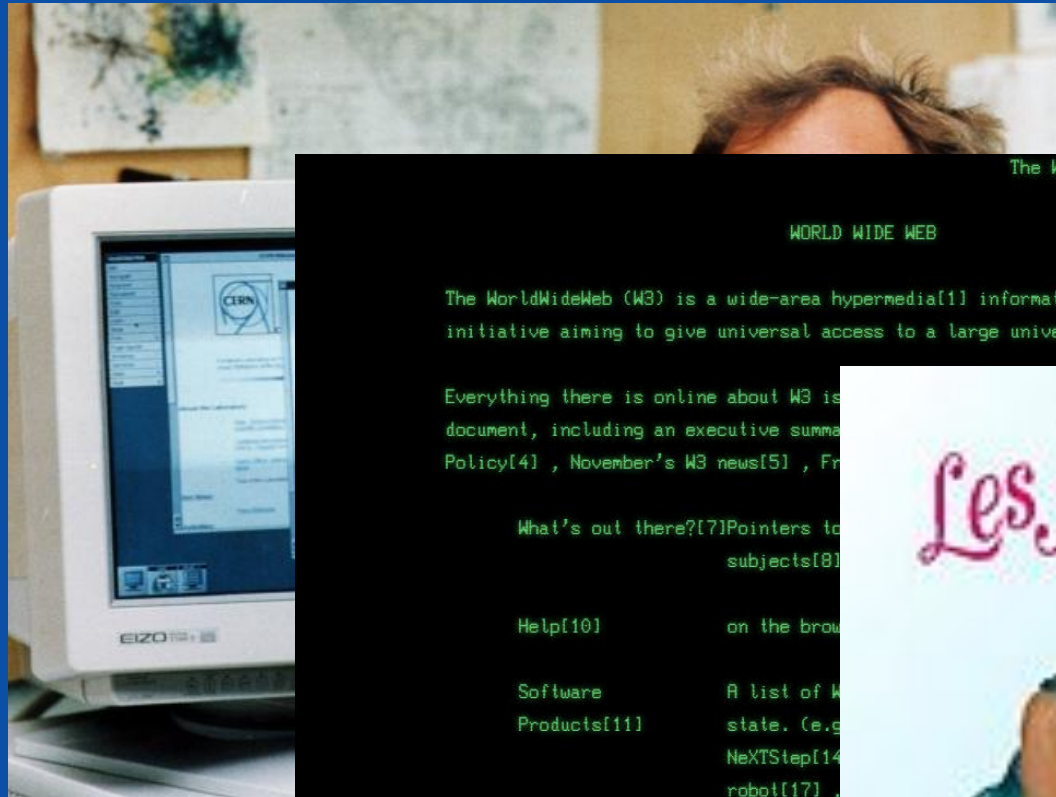 CERN
EIZO
The
WORLD WIDE WEB
The WorldWideWeb (W3) is a wide-area hypermedia[1] informat
initiative aiming to give universal access to a large unive
Everything there is online about W3 is
document, including an executive summa
Policy[4] , November's W3 news[5] , Fr
What's out there?[7]Pointers to
subjects[8]
Help[10] on the brow
Software A list of W
Products[11] state. (e.g
NeXTStep[14
robot[17] ,
Les